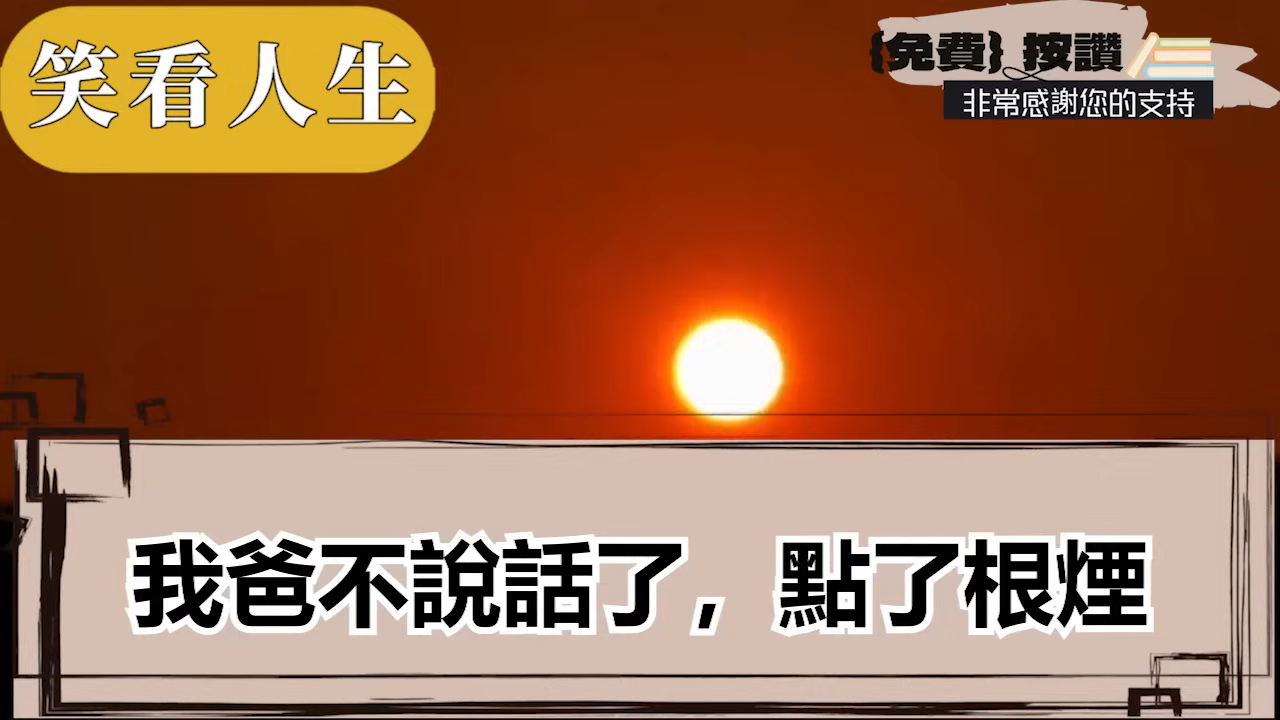 笑看人生
{免費} 按讚
非常感謝您的支持
我爸不說話了，點了根煙